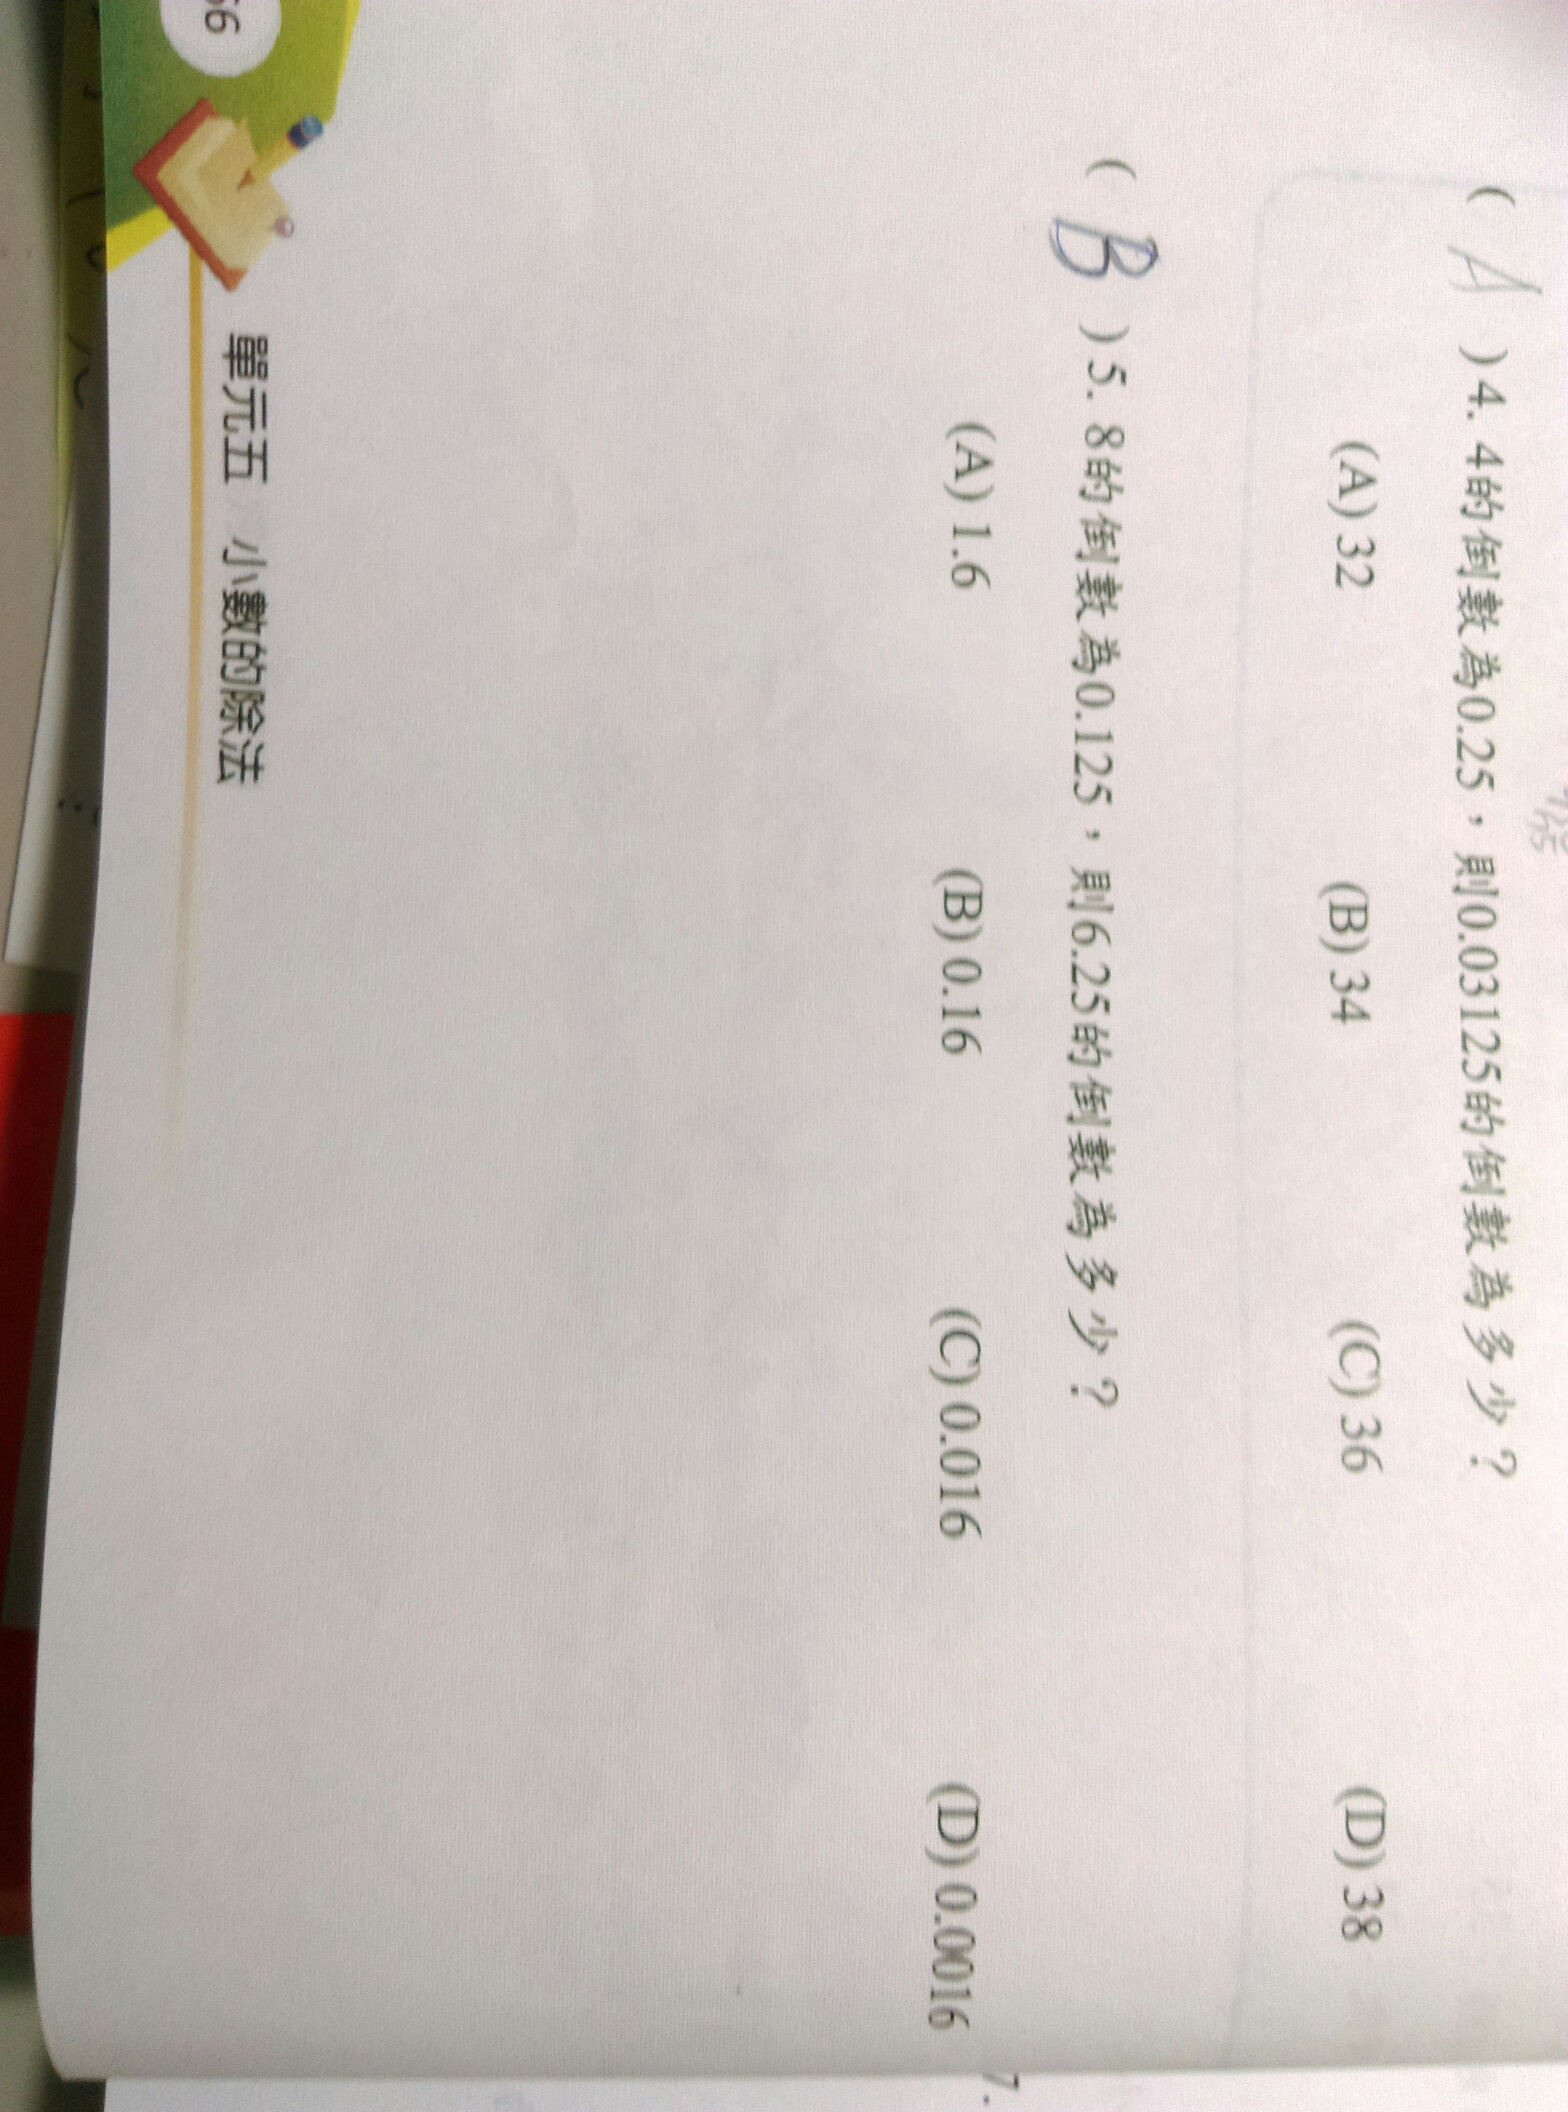 ( A ) 4. 4的倒數為0.25，則0.03125的倒數為多少？
(A) 32 (B) 34 (C) 36 (D) 38
( B ) 5. 8的倒數為0.125，則6.25的倒數為多少？
(A) 1.6 (B) 0.16 (C) 0.016 (D) 0.0016
7.
單元五 小數的除法